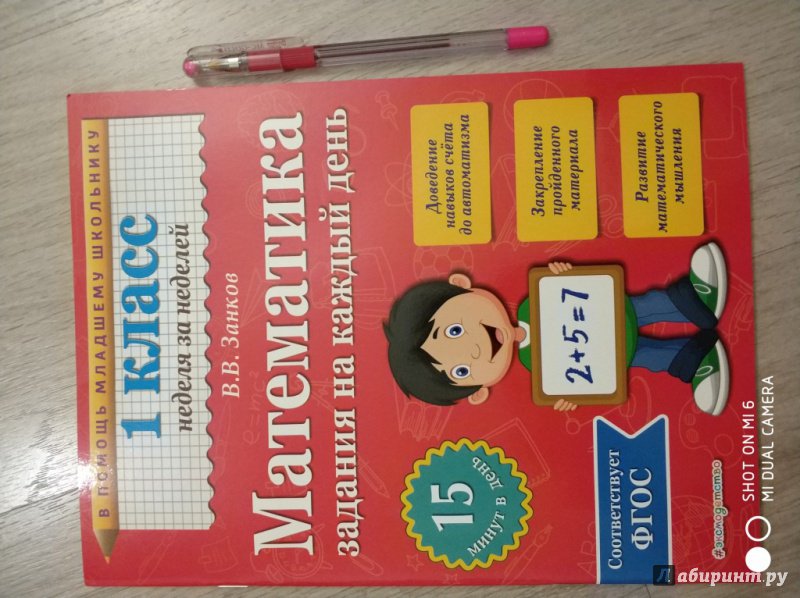 В ПОМОЩЬ МЛАДШЕМУ ШКОЛЬНИКУ
1 класс
неделя за неделей
В.В. Занков
Математика
задания на каждый день
15
минут в день
Доведение
навыков счёта
до автоматизма
Закрепление
пройденного
материала
Развитие
математического
мышления
2+5=7
Соответствует
ФГОС
#эксмодетство
SHOT ON MI 6
MI DUAL CAMERA
Лабиринт.ру